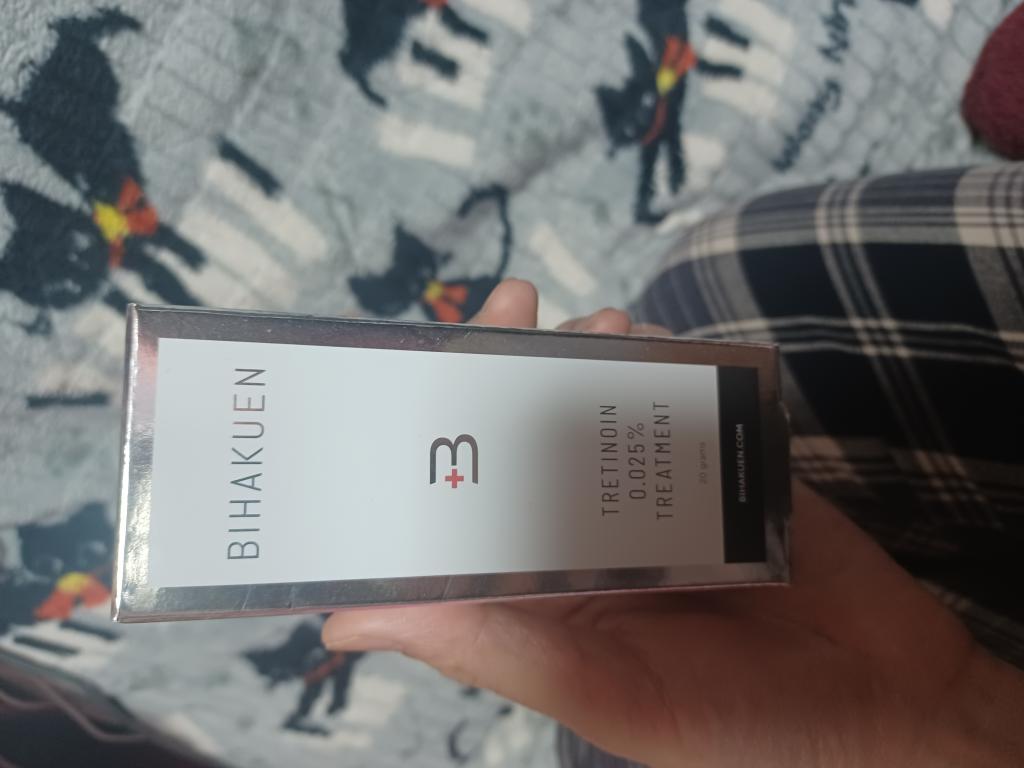 BIHAKUEN
+B
TRETINOIN
0.025%
TREATMENT
20 grams
BIHAKUEN.COM